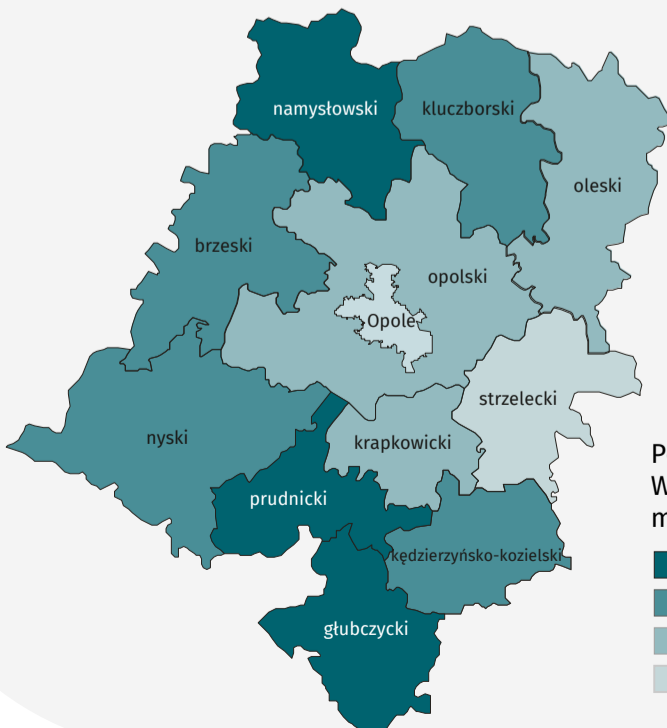 namysłowski
kluczborski
oleski
brzeski
opolski
Opole
strzelecki
nyski
krapkowicki
prudnicki
kędzierzyńsko-kozielski
głubczycki
P
W
m